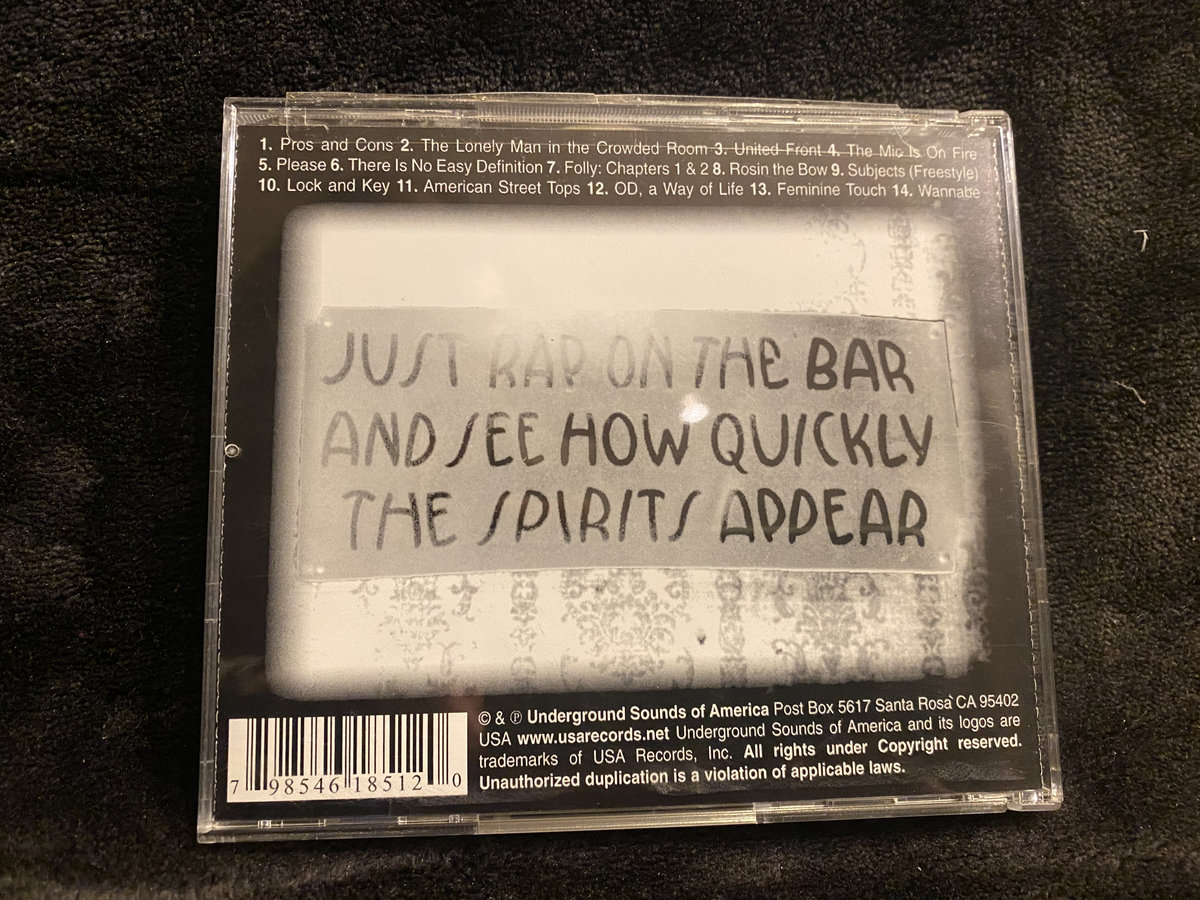 1. Pros and Cons 2. The Lonely Man in the Crowded Room 3. United Front 4. The Mic Is On Fire
5. Please 6. There Is No Easy Definition 7. Folly: Chapters 1 & 2 8. Rosin the Bow 9. Subjects (Freestyle)
10. Lock and Key 11. American Street Tops 12. OD, a Way of Life 13. Feminine Touch 14. Wannabe
JUST RAP ON THE BAR
AND SEE HOW QUICKLY
THE SPIRITS APPEAR
© & ℗ Underground Sounds of America Post Box 5617 Santa Rosa CA 95402
USA www.usarecords.net Underground Sounds of America and its logos are
trademarks of USA Records, Inc. All rights under Copyright reserved.
Unauthorized duplication is a violation of applicable laws.
7 98546 18512 0